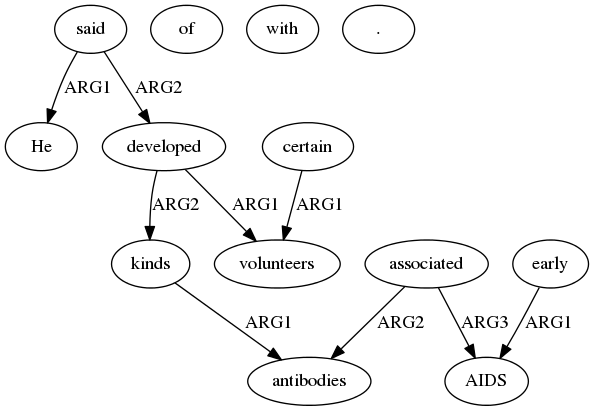 said of with .
ARG1 ARG2
He developed certain
ARG2 ARG1 ARG1
kinds volunteers associated early
ARG1 ARG2 ARG3 ARG1
antibodies AIDS